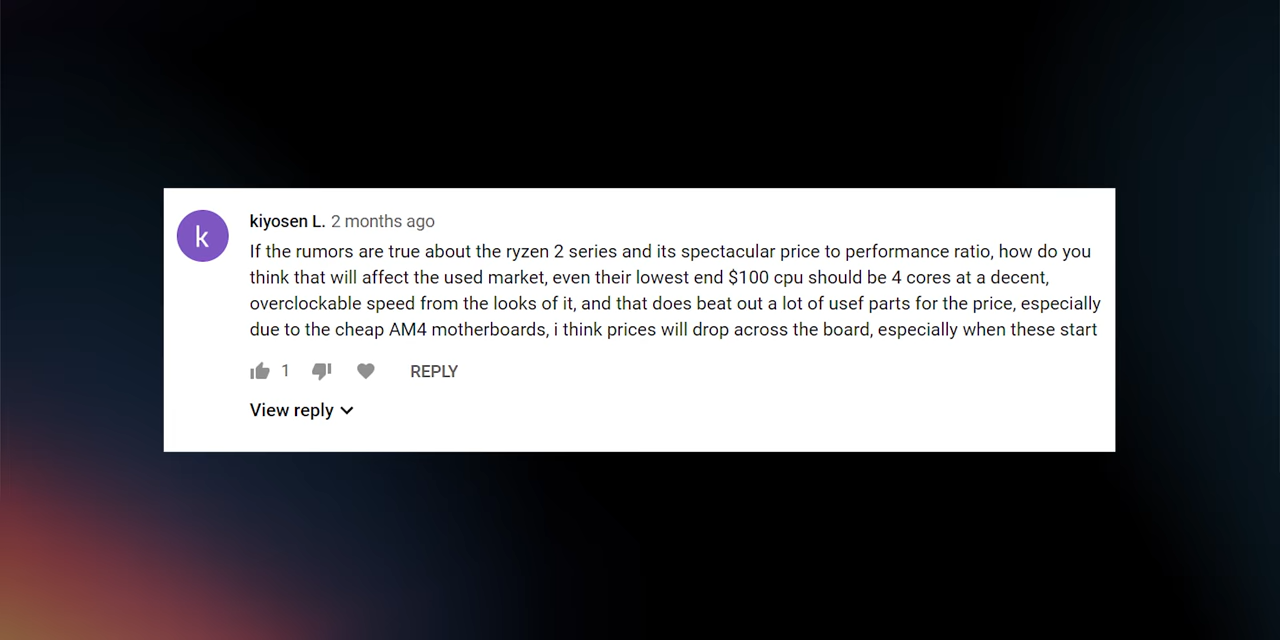 k
kiyosen L. 2 months ago
If the rumors are true about the ryzen 2 series and its spectacular price to performance ratio, how do you
think that will affect the used market, even their lowest end $100 cpu should be 4 cores at a decent,
overclockable speed from the looks of it, and that does beat out a lot of usef parts for the price, especially
due to the cheap AM4 motherboards, i think prices will drop across the board, especially when these start
1 REPLY
View reply